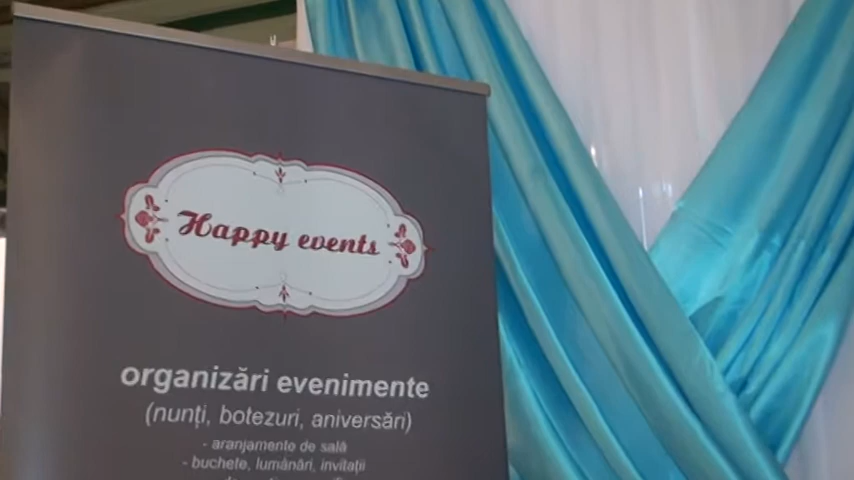 Happy events
organizări evenimente
(nunți, botezuri, aniversări)
- aranjamente de sală
- buchete, lumânări, invitații